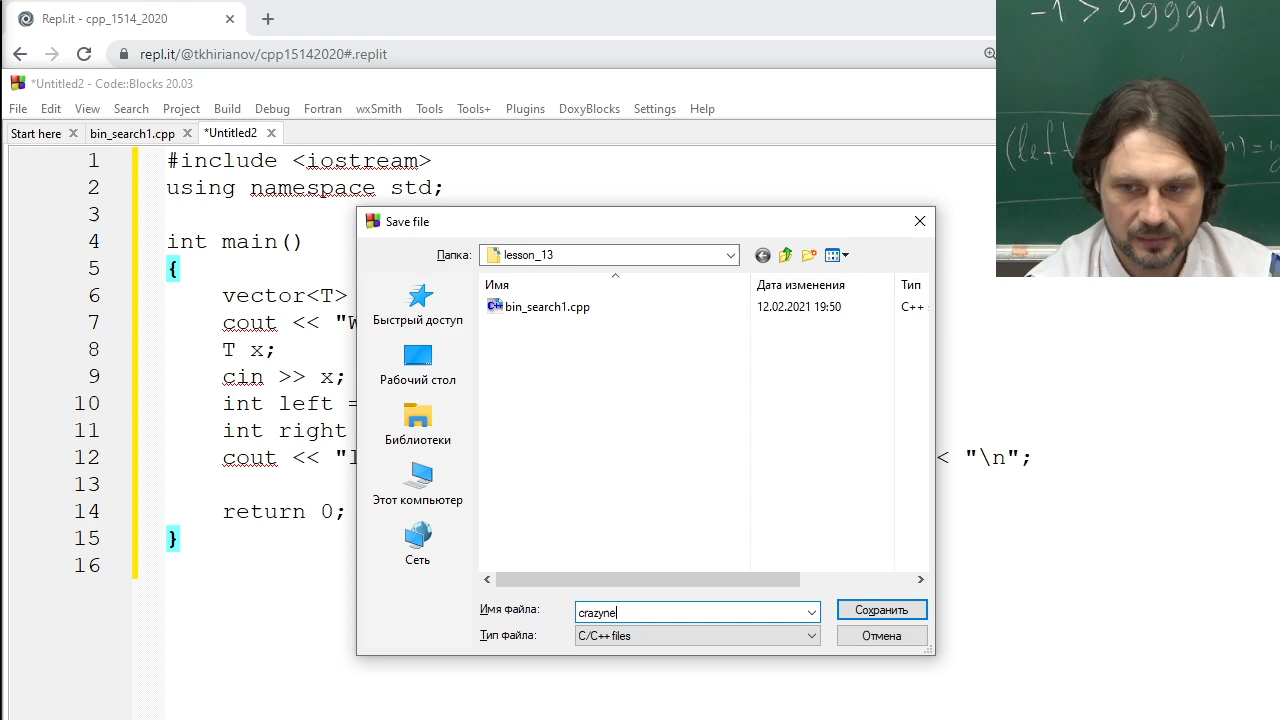 Repl.it - cpp_1514_2020
repl.it/@tkhirianov/cpp15142020#.replit
*Untitled2 - Code::Blocks 20.03
File Edit View Search Project Build Debug Fortran wxSmith Tools Tools+ Plugins DoxyBlocks Settings Help
Start here bin_search1.cpp *Untitled2
1 #include <iostream>
2 using namespace std;
3
4 int main()
5 {
6 vector<T>
7 cout << "
8 T x;
9 cin >> x;
10 int left =
11 int right
12 cout << "l < "\n";
13
14 return 0;
15 }
16
Save file
Папка: lesson_13
Имя Дата изменения Тип
bin_search1.cpp 12.02.2021 19:50 C++
Быстрый доступ
Рабочий стол
Библиотеки
Этот компьютер
Сеть
Имя файла: crazyne Сохранить
Тип файла: C/C++ files Отмена
-1 >
(left